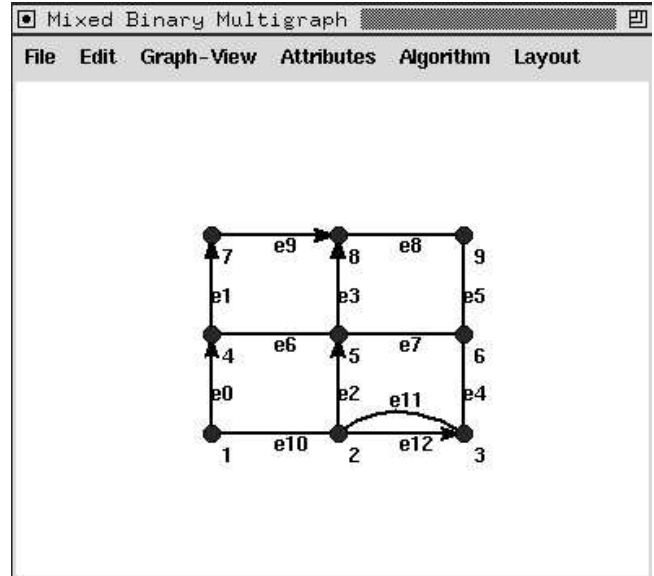 Mixed Binary Multigraph
File Edit Graph-View Attributes Algorithm Layout
e9 e8
7 8 9
e1 e3 e5
e6 e7
4 5 6
e0 e2 e11 e4
e10 e12
1 2 3